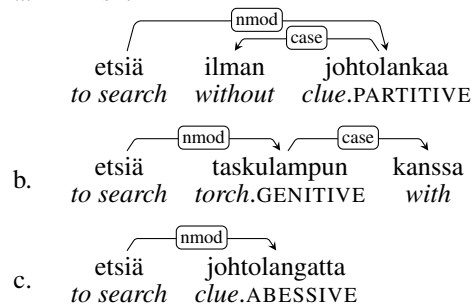 nmod
case
etsiä ilman johtolankaa
to search without clue.PARTITIVE
nmod case
b. etsiä taskulampun kanssa
to search torch.GENITIVE with
nmod
c. etsiä johtolangatta
to search clue.ABESSIVE